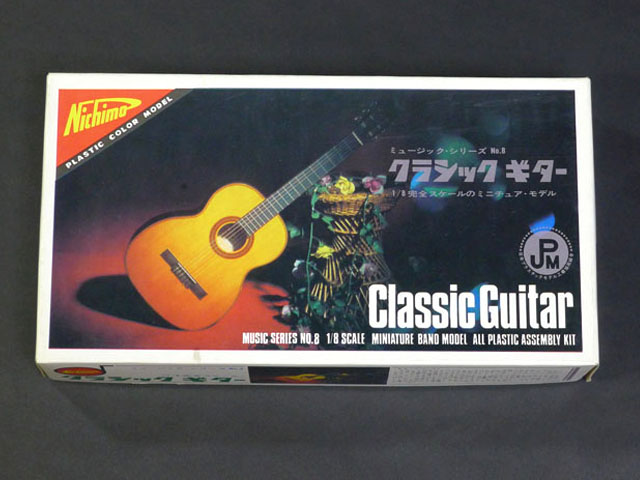 Nichimo
PLASTIC COLOR MODEL
ミュージック・シリーズ No.8
クラシック ギター
1/8 完全スケールのミニチュア・モデル
JPM
Classic Guitar
MUSIC SERIES NO.8 1/8 SCALE MINIATURE BAND MODEL ALL PLASTIC ASSEMBLY KIT
クラシック ギター